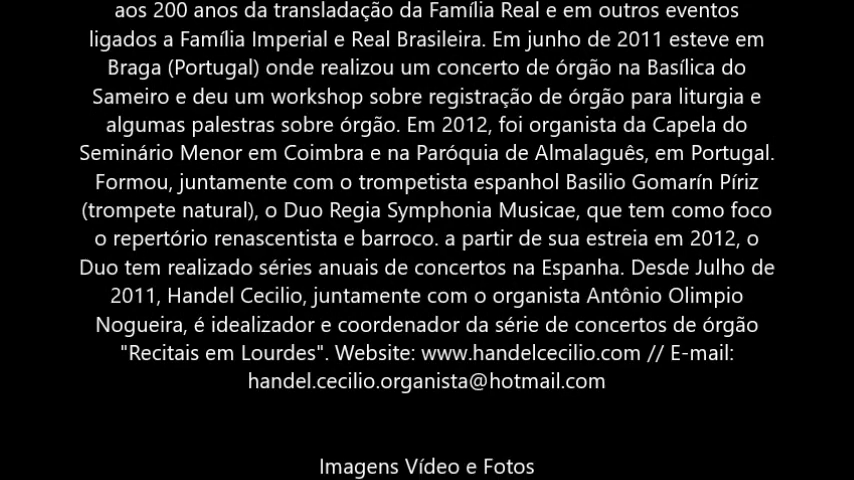 aos 200 anos da transladação da Família Real e em outros eventos
ligados a Família Imperial e Real Brasileira. Em junho de 2011 esteve em
Braga (Portugal) onde realizou um concerto de órgão na Basílica do
Sameiro e deu um workshop sobre registração de órgão para liturgia e
algumas palestras sobre órgão. Em 2012, foi organista da Capela do
Seminário Menor em Coimbra e na Paróquia de Almalaguês, em Portugal.
Formou, juntamente com o trompetista espanhol Basilio Gomarín Píriz
(trompete natural), o Duo Regia Symphonia Musicae, que tem como foco
o repertório renascentista e barroco. a partir de sua estreia em 2012, o
Duo tem realizado séries anuais de concertos na Espanha. Desde Julho de
2011, Handel Cecilio, juntamente com o organista Antônio Olimpio
Nogueira, é idealizador e coordenador da série de concertos de órgão
"Recitais em Lourdes". Website: www.handelcecilio.com // E-mail:
handel.cecilio.organista@hotmail.com
Imagens Vídeo e Fotos